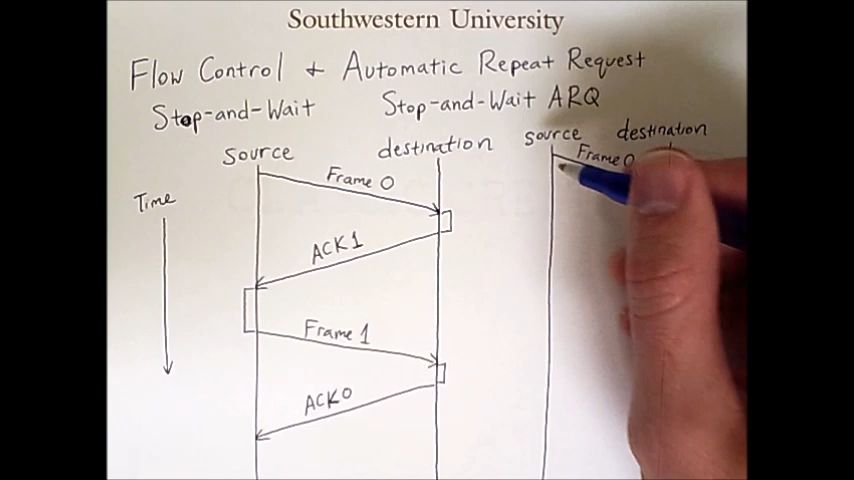 Southwestern University
Flow Control & Automatic Repeat Request
Stop-and-Wait
Stop-and-Wait ARQ
source
destination
source
destination
Time
Frame 0
ACK1
Frame 1
ACK0
Frame 0